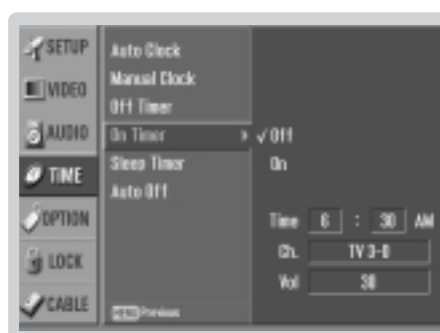 SETUP
VIDEO
AUDIO
TIME
OPTION
LOCK
CABLE
Auto Clock
Manual Clock
Off Timer
On Timer
Sleep Timer
Auto Off
MENU Previous
√ Off
On
Time 6 : 30 AM
Ch. TV 3-0
Vol 30